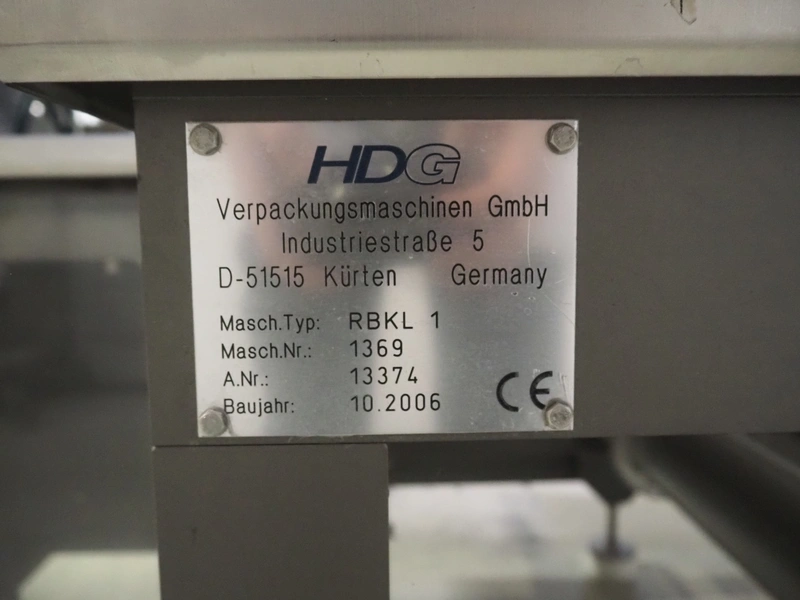 HDG
Verpackungsmaschinen GmbH
Industriestraße 5
D-51515 Kürten Germany
Masch.Typ: RBKL 1
Masch.Nr.: 1369
A.Nr.: 13374
Baujahr: 10.2006
CE